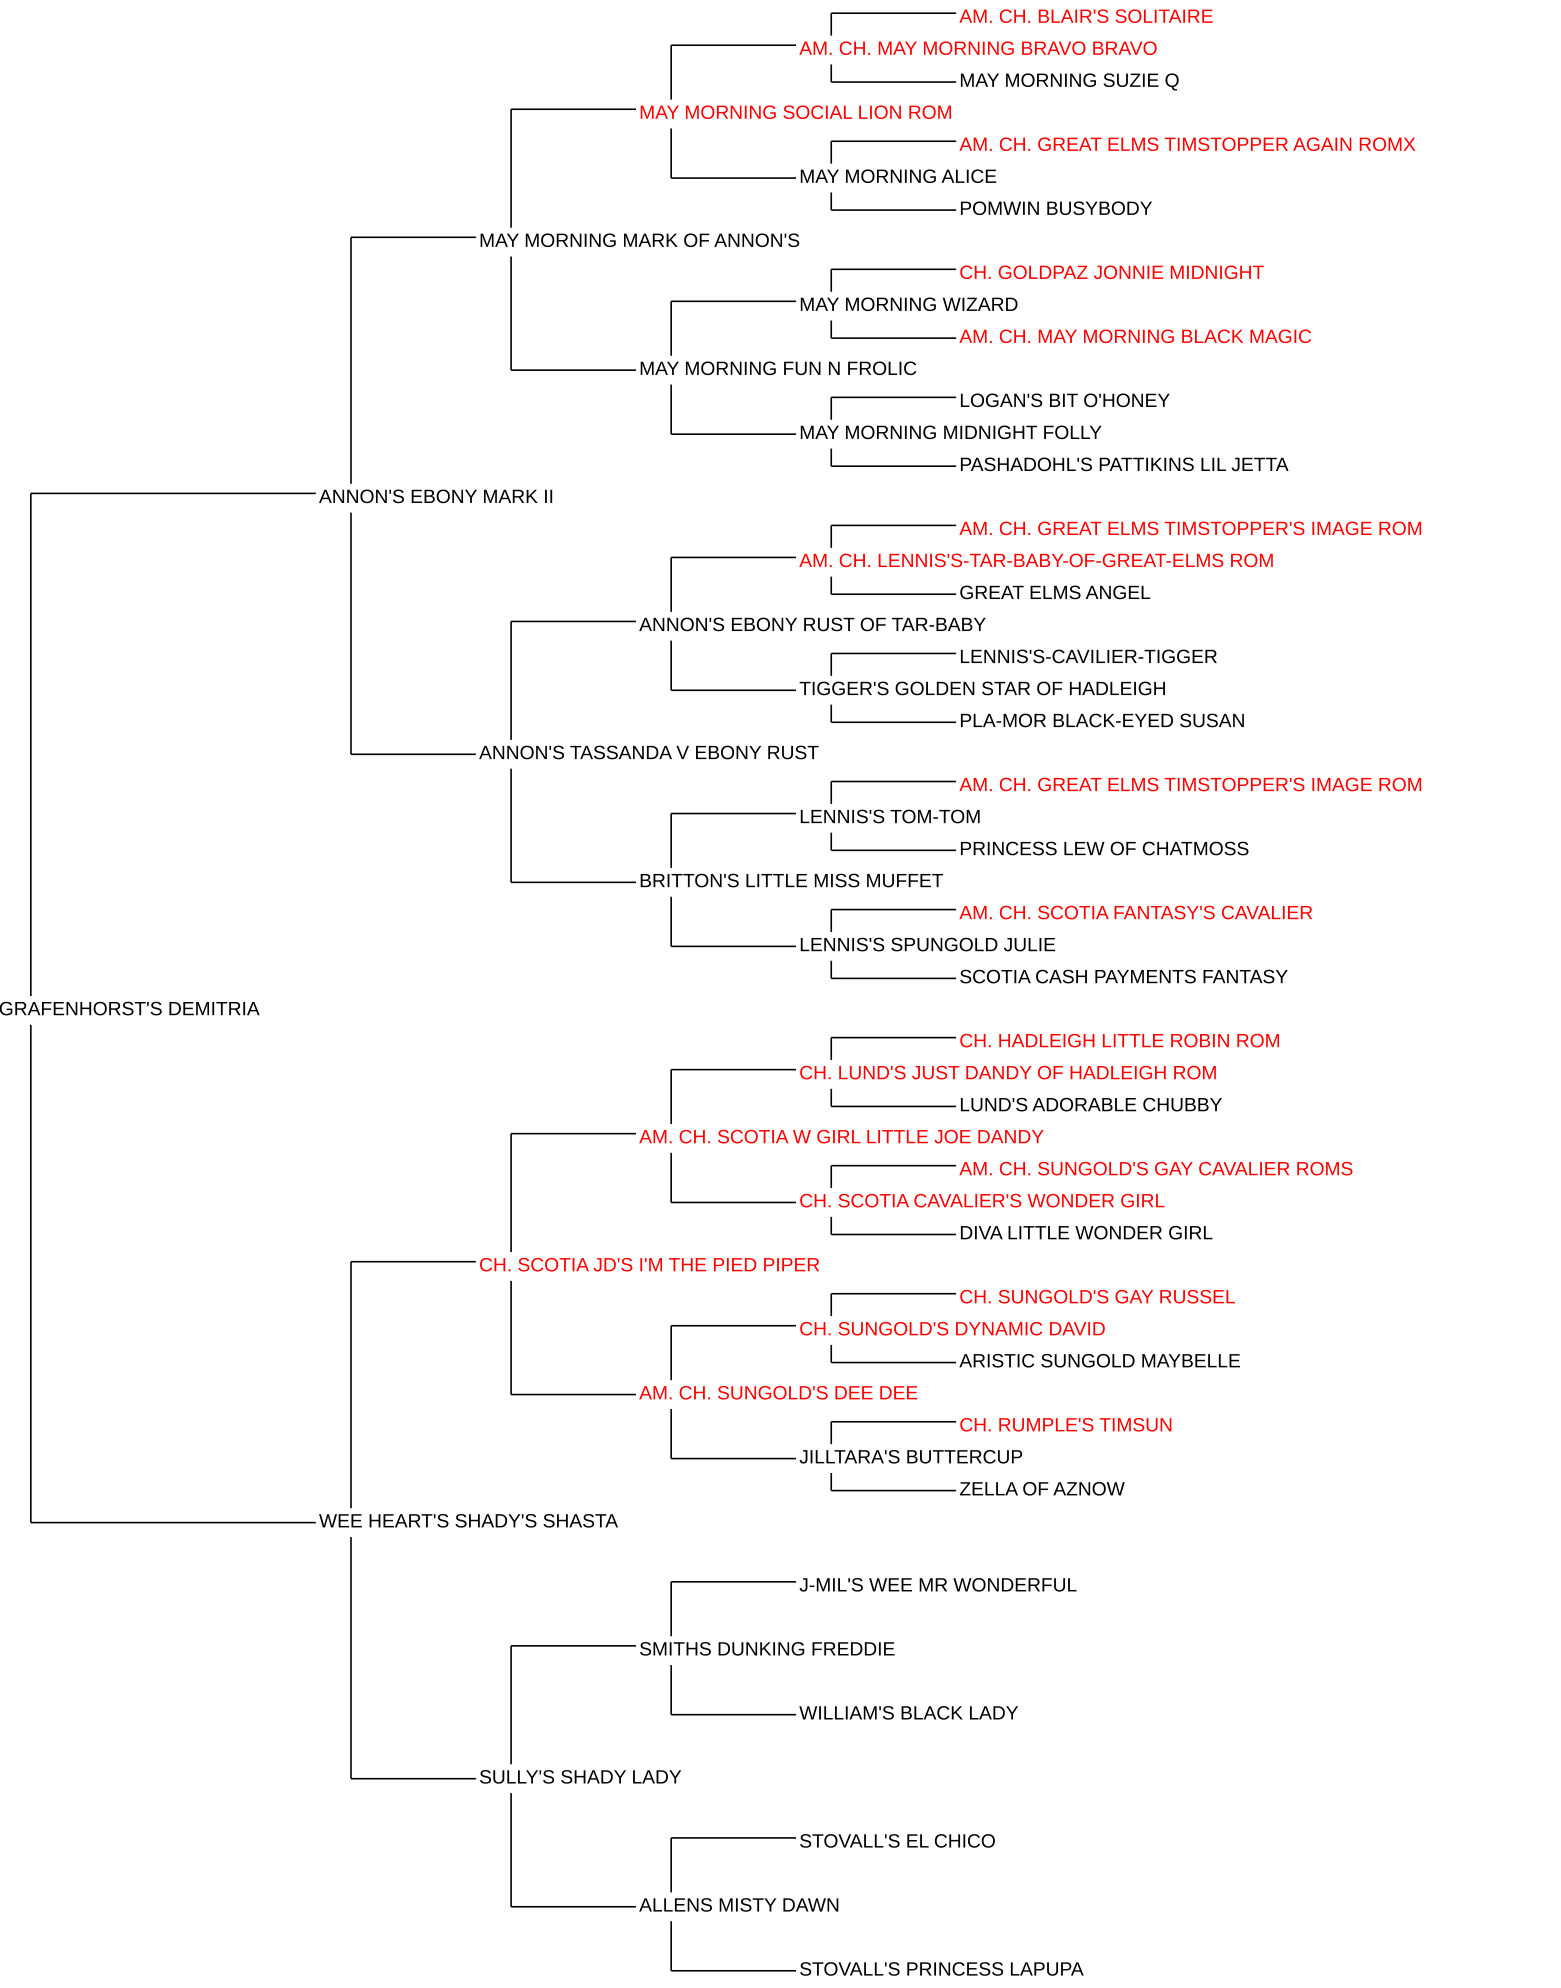 AM. CH. BLAIR'S SOLITAIRE
AM. CH. MAY MORNING BRAVO BRAVO
MAY MORNING SUZIE Q
MAY MORNING SOCIAL LION ROM
AM. CH. GREAT ELMS TIMSTOPPER AGAIN ROMX
MAY MORNING ALICE
POMWIN BUSYBODY
MAY MORNING MARK OF ANNON'S
CH. GOLDPAZ JONNIE MIDNIGHT
MAY MORNING WIZARD
AM. CH. MAY MORNING BLACK MAGIC
MAY MORNING FUN N FROLIC
LOGAN'S BIT O'HONEY
MAY MORNING MIDNIGHT FOLLY
PASHADOHL'S PATTIKINS LIL JETTA
ANNON'S EBONY MARK II
AM. CH. GREAT ELMS TIMSTOPPER'S IMAGE ROM
AM. CH. LENNIS'S-TAR-BABY-OF-GREAT-ELMS ROM
GREAT ELMS ANGEL
ANNON'S EBONY RUST OF TAR-BABY
LENNIS'S-CAVILIER-TIGGER
TIGGER'S GOLDEN STAR OF HADLEIGH
PLA-MOR BLACK-EYED SUSAN
ANNON'S TASSANDA V EBONY RUST
AM. CH. GREAT ELMS TIMSTOPPER'S IMAGE ROM
LENNIS'S TOM-TOM
PRINCESS LEW OF CHATMOSS
BRITTON'S LITTLE MISS MUFFET
AM. CH. SCOTIA FANTASY'S CAVALIER
LENNIS'S SPUNGOLD JULIE
SCOTIA CASH PAYMENTS FANTASY
GRAFENHORST'S DEMITRIA
CH. HADLEIGH LITTLE ROBIN ROM
CH. LUND'S JUST DANDY OF HADLEIGH ROM
LUND'S ADORABLE CHUBBY
AM. CH. SCOTIA W GIRL LITTLE JOE DANDY
AM. CH. SUNGOLD'S GAY CAVALIER ROMS
CH. SCOTIA CAVALIER'S WONDER GIRL
DIVA LITTLE WONDER GIRL
CH. SCOTIA JD'S I'M THE PIED PIPER
CH. SUNGOLD'S GAY RUSSEL
CH. SUNGOLD'S DYNAMIC DAVID
ARISTIC SUNGOLD MAYBELLE
AM. CH. SUNGOLD'S DEE DEE
CH. RUMPLE'S TIMSUN
JILLTARA'S BUTTERCUP
ZELLA OF AZNOW
WEE HEART'S SHADY'S SHASTA
J-MIL'S WEE MR WONDERFUL
SMITHS DUNKING FREDDIE
WILLIAM'S BLACK LADY
SULLY'S SHADY LADY
STOVALL'S EL CHICO
ALLENS MISTY DAWN
STOVALL'S PRINCESS LAPUPA